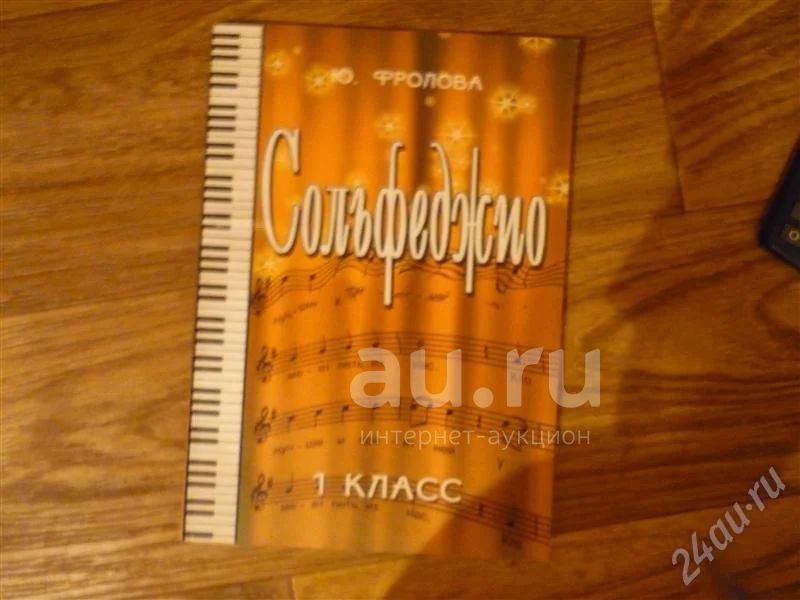 Ю. ФРОЛОВА
Сольфеджио
1 КЛАСС
au.ru
интернет-аукцион
24au.ru